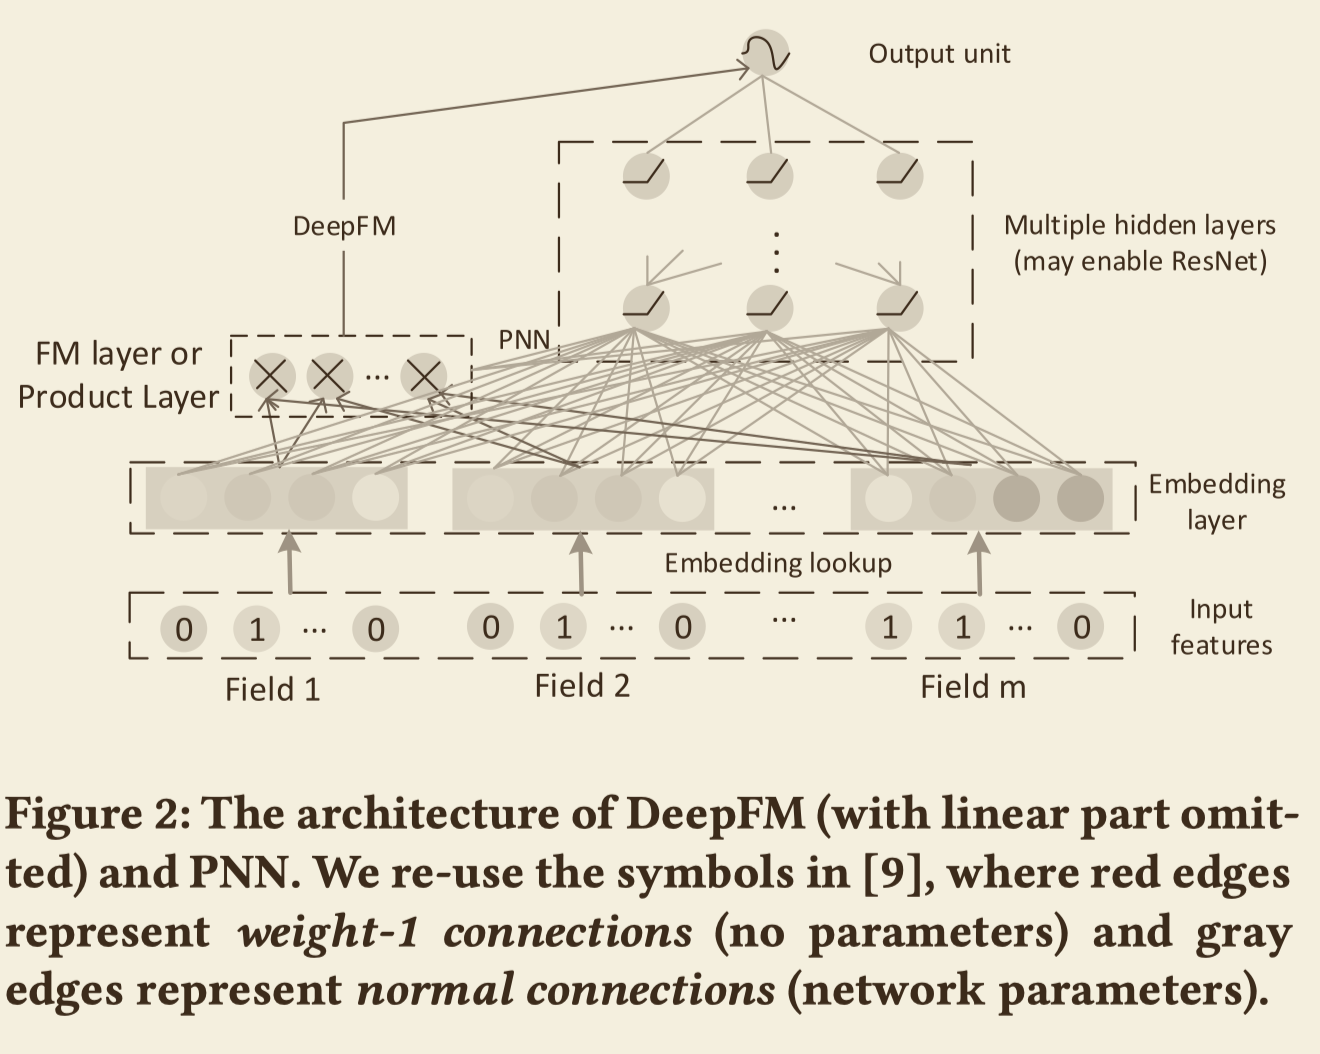 Output unit
DeepFM
Multiple hidden layers
(may enable ResNet)
PNN
FM layer or
Product Layer
...
...
Embedding
layer
Embedding lookup
0 1 ... 0 0 1 ... 0 ... 1 1 ... 0
Input
features
Field 1 Field 2 Field m
Figure 2: The architecture of DeepFM (with linear part omit-
ted) and PNN. We re-use the symbols in [9], where red edges
represent weight-1 connections (no parameters) and gray
edges represent normal connections (network parameters).